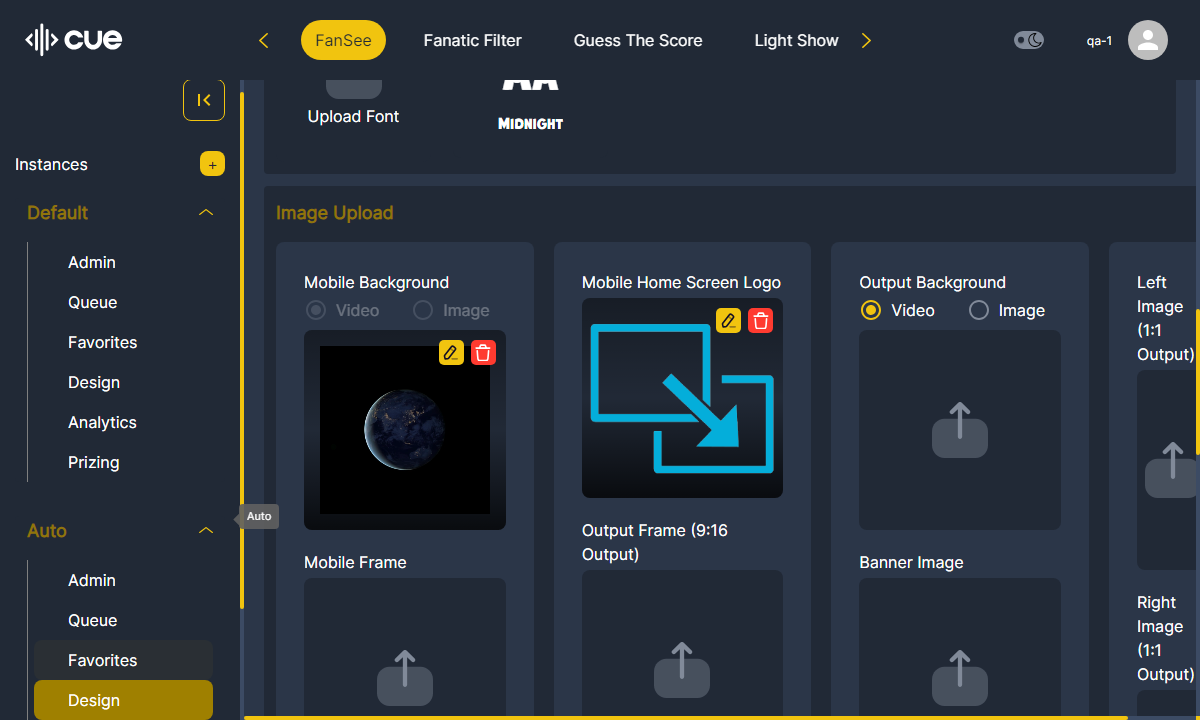 cue
FanSee
Fanatic Filter
Guess The Score
Light Show
qa-1
Instances
+
Default
Admin
Queue
Favorites
Design
Analytics
Prizing
Auto
Admin
Queue
Favorites
Design
Auto
Upload Font
AA
MIDNIGHT
Image Upload
Mobile Background
Video
Image
Mobile Frame
Mobile Home Screen Logo
Output Frame (9:16
Output)
Output Background
Video
Image
Banner Image
Left
Image
(1:1
Output)
Right
Image
(1:1
Output)